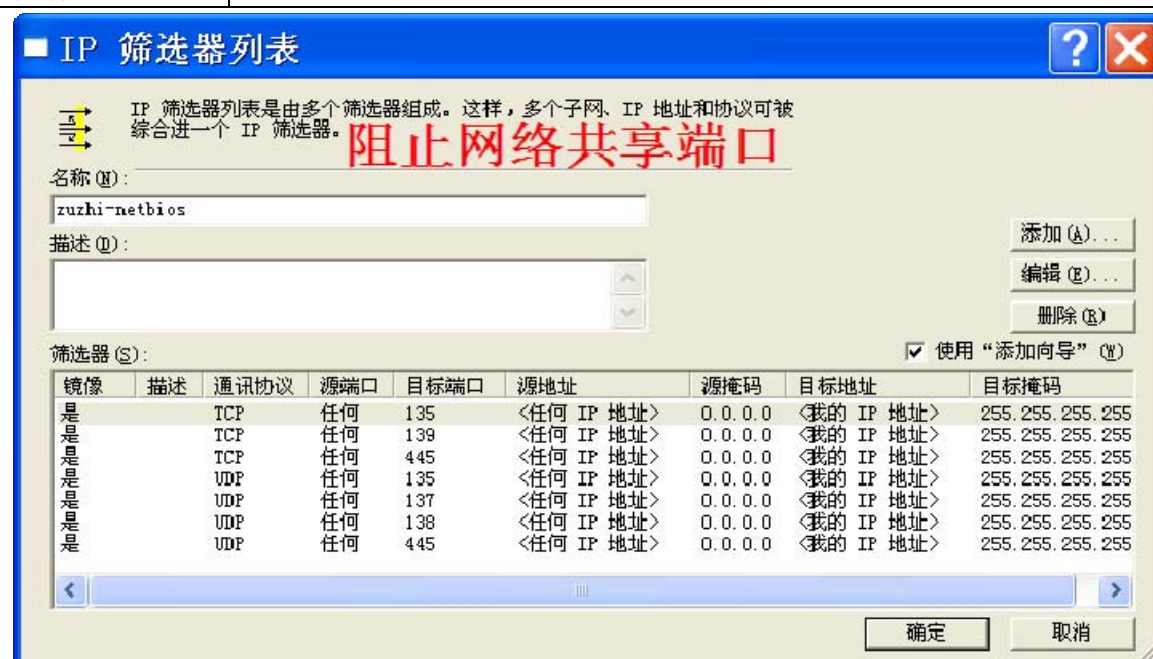 IP 筛选器列表
IP 筛选器列表是由多个筛选器组成。这样，多个子网、IP 地址和协议可被
综合进一个 IP 筛选器。
阻止网络共享端口
名称(N):
zuzhi-netbios
添加(A)...
描述(D):
编辑(E)...
删除(R)
筛选器(S):
使用“添加向导” (W)
镜像 描述 通讯协议 源端口 目标端口 源地址 源掩码 目标地址 目标掩码
是 TCP 任何 135 <任何 IP 地址> 0.0.0.0 <我的 IP 地址> 255.255.255.255
是 TCP 任何 139 <任何 IP 地址> 0.0.0.0 <我的 IP 地址> 255.255.255.255
是 TCP 任何 445 <任何 IP 地址> 0.0.0.0 <我的 IP 地址> 255.255.255.255
是 UDP 任何 135 <任何 IP 地址> 0.0.0.0 <我的 IP 地址> 255.255.255.255
是 UDP 任何 137 <任何 IP 地址> 0.0.0.0 <我的 IP 地址> 255.255.255.255
是 UDP 任何 138 <任何 IP 地址> 0.0.0.0 <我的 IP 地址> 255.255.255.255
是 UDP 任何 445 <任何 IP 地址> 0.0.0.0 <我的 IP 地址> 255.255.255.255
确定 取消